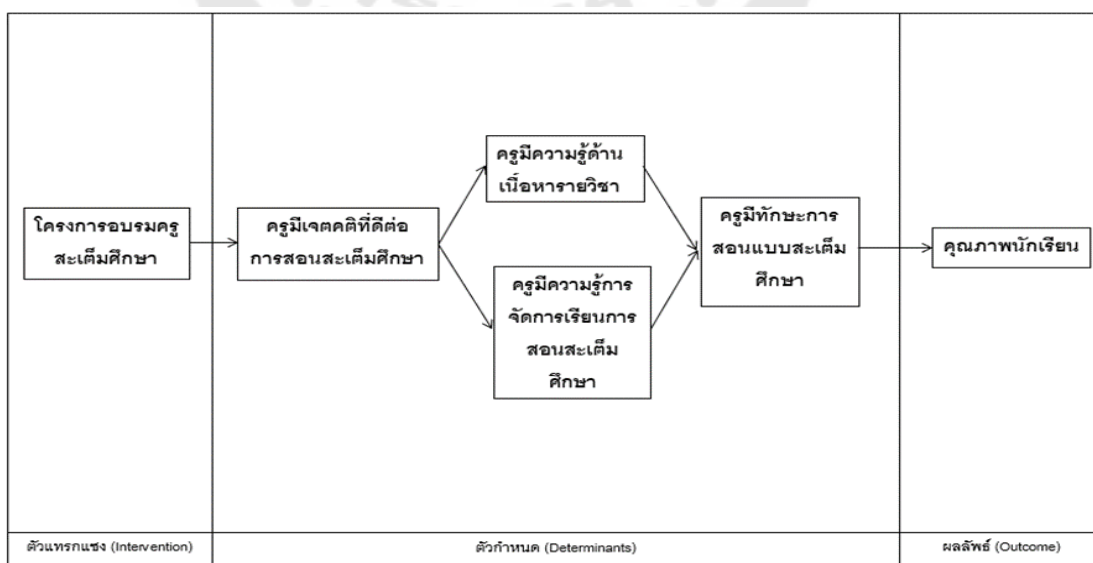 โครงการอบรมครู
สะเต็มศึกษา
ครูมีเจตคติที่ดีต่อ
การสอนสะเต็มศึกษา
ครูมีความรู้ด้าน
เนื้อหารายวิชา
ครูมีความรู้การ
จัดการเรียนการ
สอนสะเต็ม
ศึกษา
ครูมีทักษะการ
สอนแบบสะเต็ม
ศึกษา
คุณภาพนักเรียน
ตัวแทรกแซง (Intervention)
ตัวกำหนด (Determinants)
ผลลัพธ์ (Outcome)